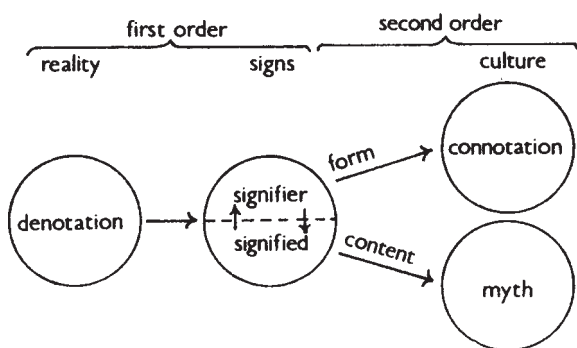 first order
second order
reality
signs
culture
form
connotation
denotation
signifier
signified
content
myth